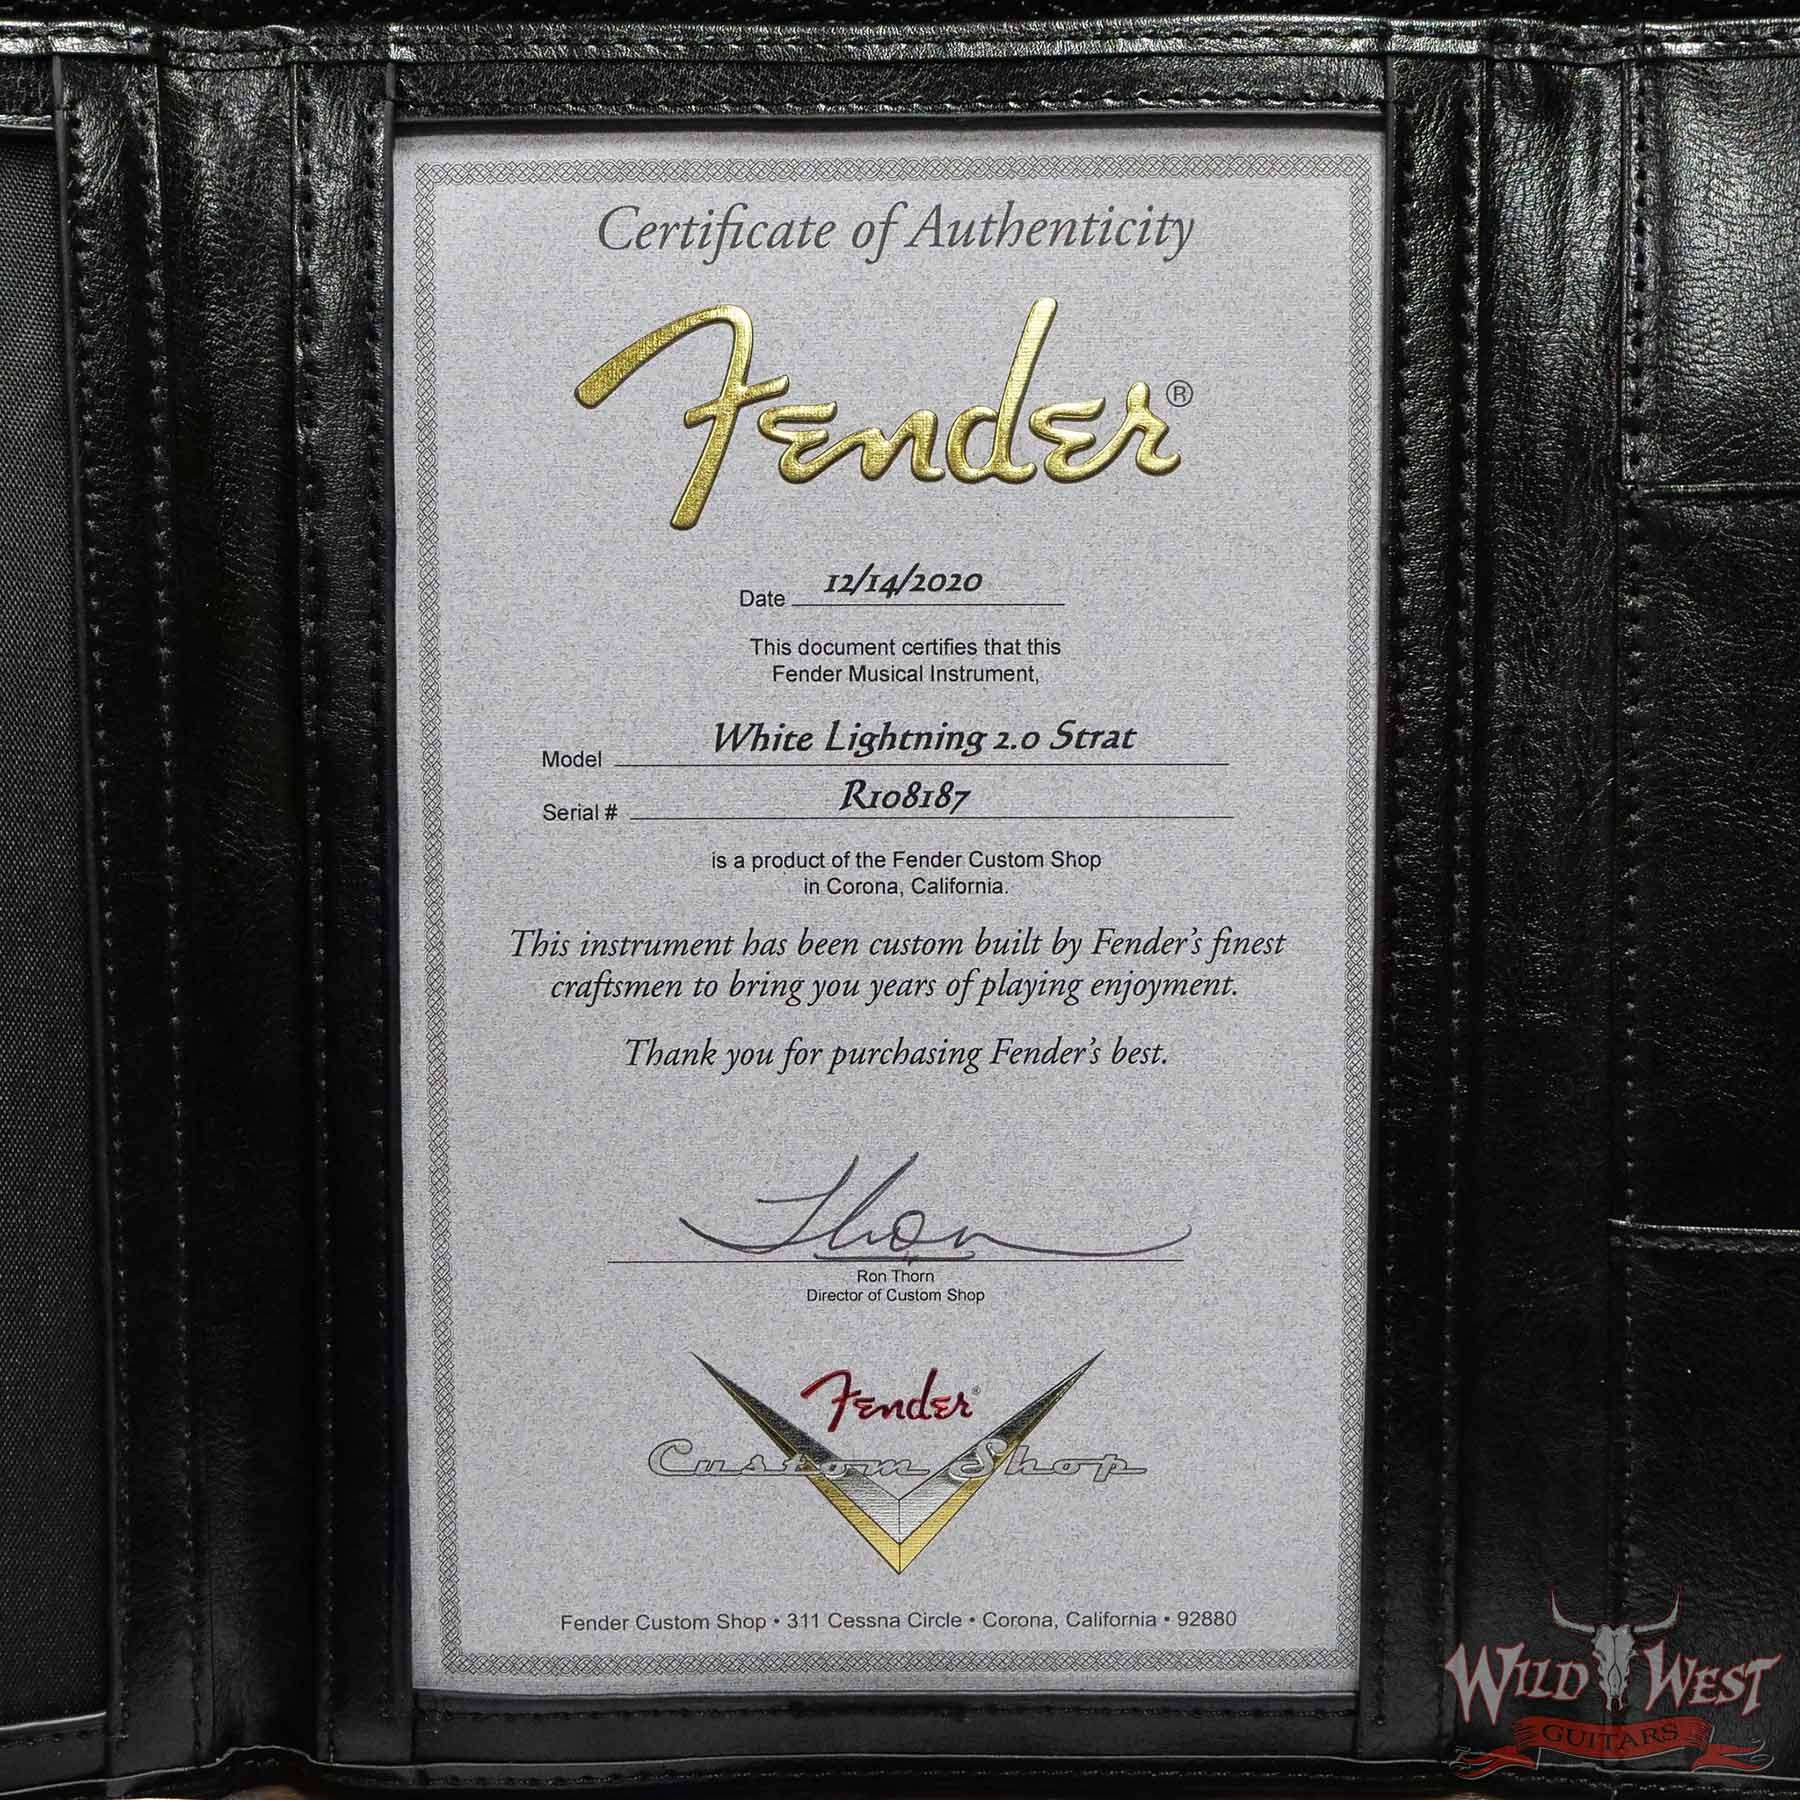 Certificate of Authenticity
Fender®
Date 12/14/2020
This document certifies that this
Fender Musical Instrument,
Model White Lightning 2.0 Strat
Serial # R108187
is a product of the Fender Custom Shop
in Corona, California.
This instrument has been custom built by Fender's finest
craftsmen to bring you years of playing enjoyment.
Thank you for purchasing Fender's best.
Thorn
Ron Thorn
Director of Custom Shop
Fender®
Custom Shop
Fender Custom Shop • 311 Cessna Circle • Corona, California • 92880
WILD WEST
GUITARS